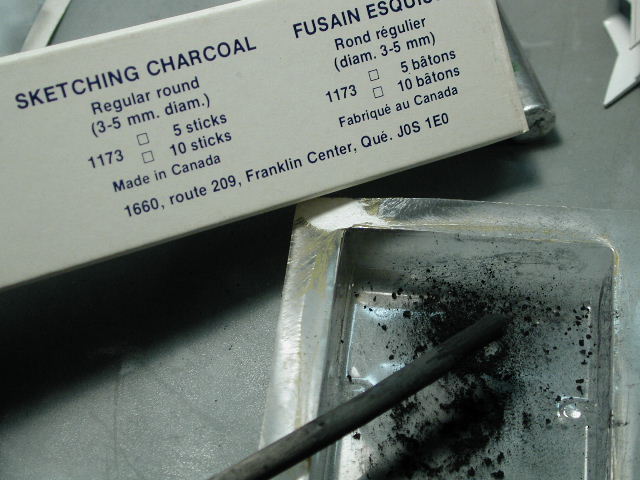 SKETCHING CHARCOAL
Regular round
(3-5 mm. diam.)
1173 □ 5 sticks
□ 10 sticks
Made in Canada
FUSAIN
Rond régulier
(diam. 3-5 mm)
1173 □ 5 bâtons
□ 10 bâtons
Fabriqué au Canada
1660, route 209, Franklin Center, Qué. J0S 1E0